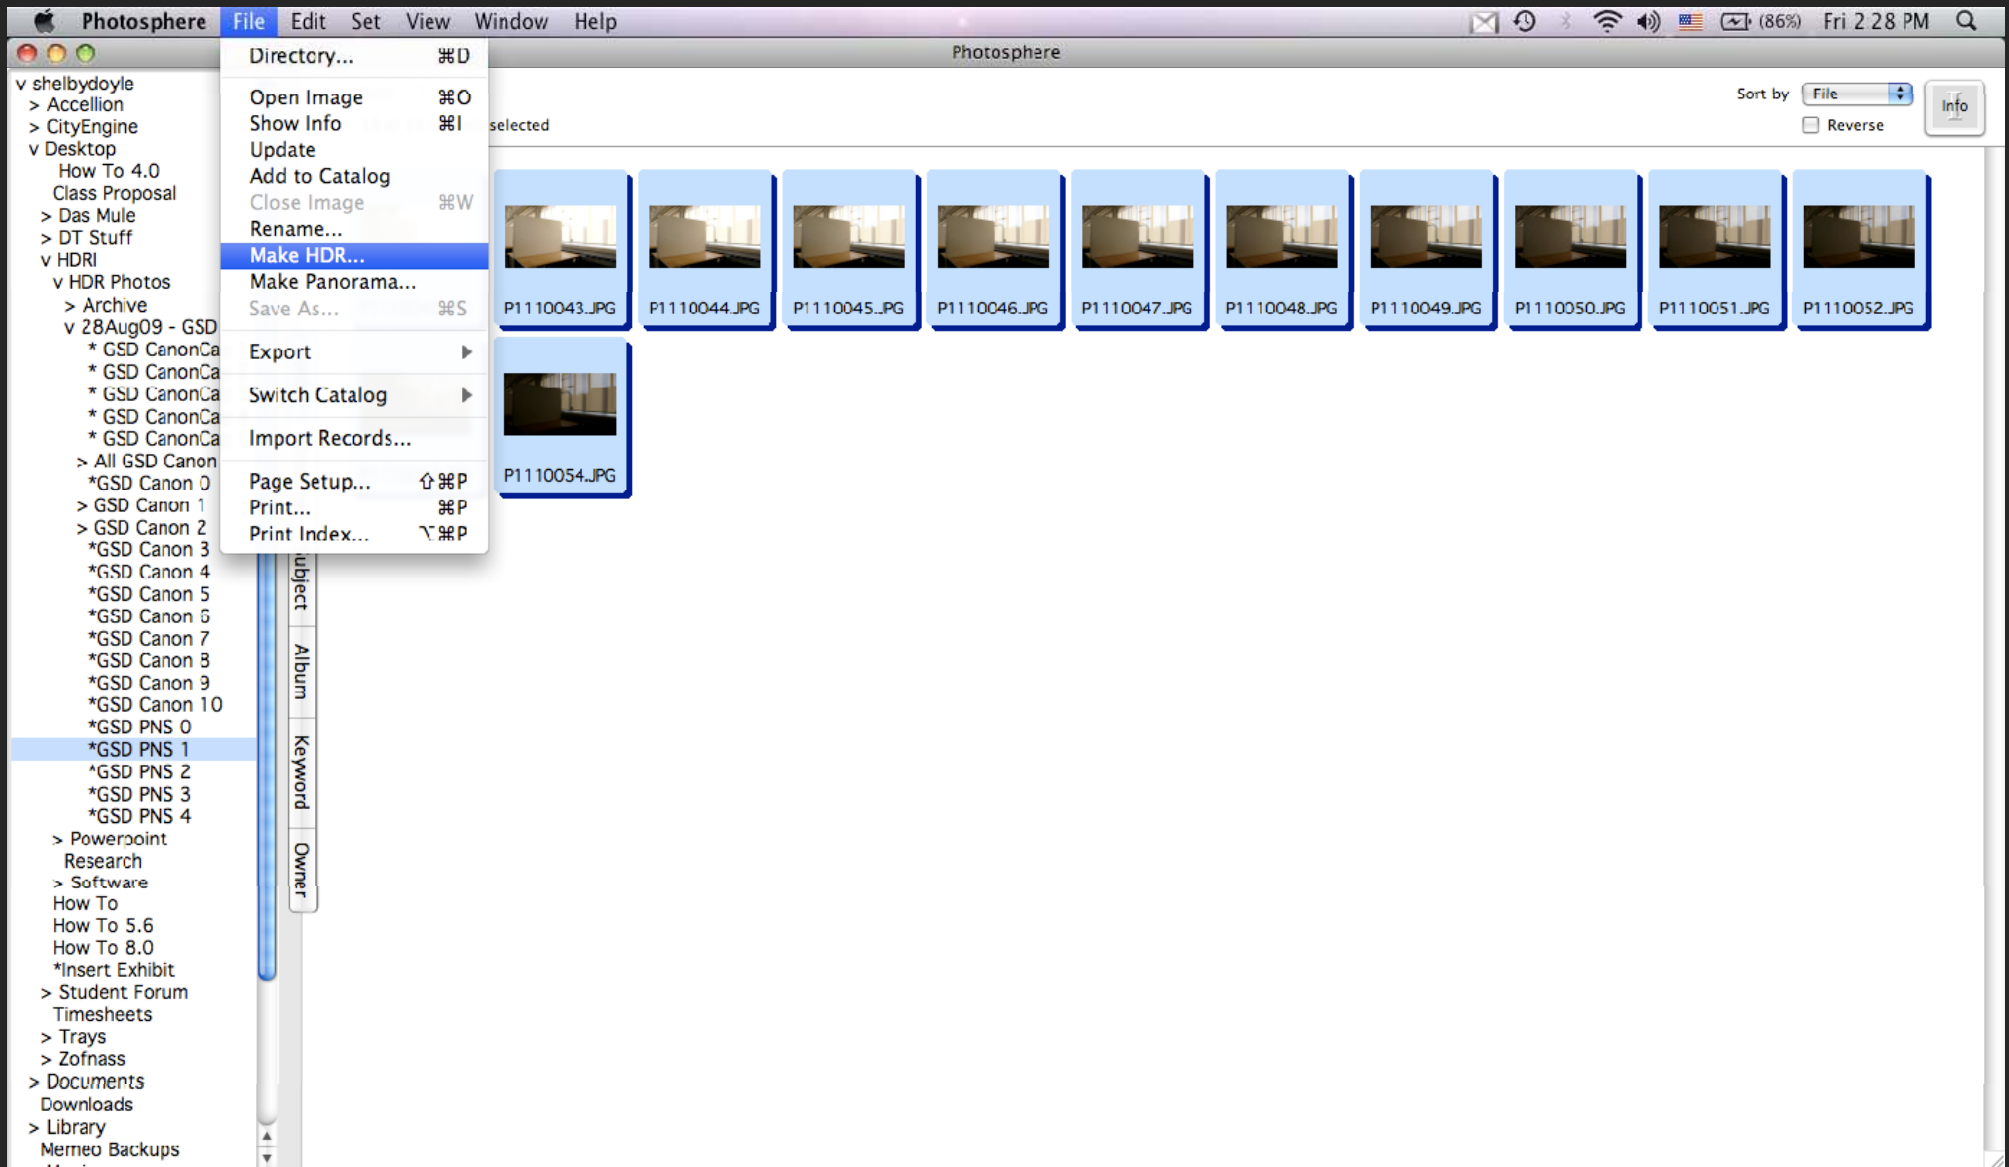 Photosphere File Edit Set View Window Help (86%) Fri 2 28 PM
Photosphere
Directory... ⌘D
Open Image ⌘O
Show Info ⌘I
Update
Add to Catalog
Close Image ⌘W
Rename...
Make HDR...
Make Panorama...
Save As... ⌘S
Export
Switch Catalog
Import Records...
Page Setup... ⇧⌘P
Print... ⌘P
Print Index... ⌥⌘P
selected
Sort by File
Reverse
Info
v shelbydoyle
> Accellion
> CityEngine
v Desktop
How To 4.0
Class Proposal
> Das Mule
> DT Stuff
v HDRI
v HDR Photos
> Archive
v 28Aug09 - GSD
* GSD CanonCa
* GSD CanonCa
* GSD CanonCa
* GSD CanonCa
* GSD CanonCa
> All GSD Canon
*GSD Canon 0
> GSD Canon 1
> GSD Canon 2
*GSD Canon 3
*GSD Canon 4
*GSD Canon 5
*GSD Canon 6
*GSD Canon 7
*GSD Canon 8
*GSD Canon 9
*GSD Canon 10
*GSD PNS 0
*GSD PNS 1
*GSD PNS 2
*GSD PNS 3
*GSD PNS 4
> Powerpoint
Research
> Software
How To
How To 5.6
How To 8.0
*Insert Exhibit
> Student Forum
Timesheets
> Trays
> Zofnass
> Documents
Downloads
> Library
Memeo Backups
ubject
Album
Keyword
Owner
P1110043.JPG P1110044.JPG P1110045.JPG P1110046.JPG P1110047.JPG P1110048.JPG P1110049.JPG P1110050.JPG P1110051.JPG P1110052.JPG
P1110054.JPG